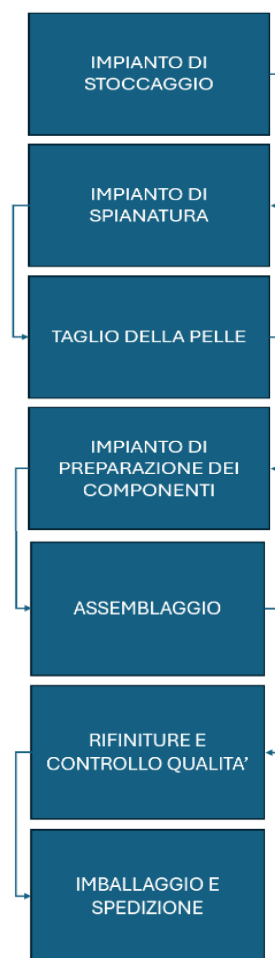 IMPIANTO DI
STOCCAGGIO
IMPIANTO DI
SPIANATURA
TAGLIO DELLA PELLE
IMPIANTO DI
PREPARAZIONE DEI
COMPONENTI
ASSEMBLAGGIO
RIFINITURE E
CONTROLLO QUALITA’
IMBALLAGGIO E
SPEDIZIONE